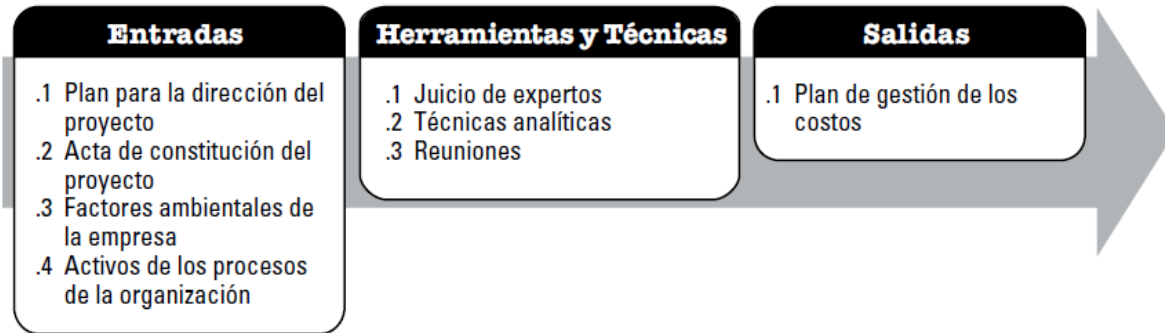 Entradas
.1 Plan para la dirección del
proyecto
.2 Acta de constitución del
proyecto
.3 Factores ambientales de
la empresa
.4 Activos de los procesos
de la organización
Herramientas y Técnicas
.1 Juicio de expertos
.2 Técnicas analíticas
.3 Reuniones
Salidas
.1 Plan de gestión de los
costos